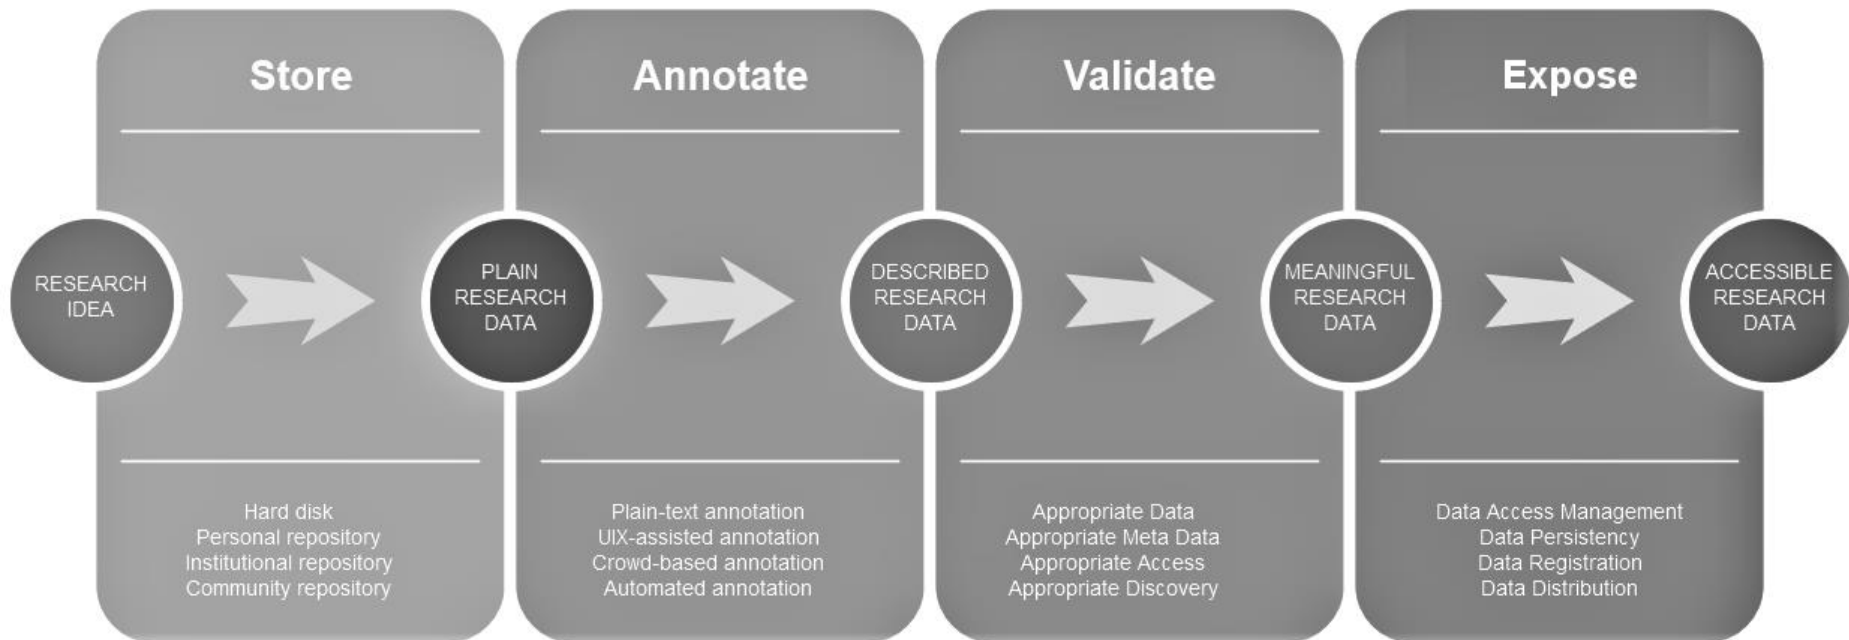 Store
Annotate
Validate
Expose
RESEARCH
IDEA
PLAIN
RESEARCH
DATA
DESCRIBED
RESEARCH
DATA
MEANINGFUL
RESEARCH
DATA
ACCESSIBLE
RESEARCH
DATA
Hard disk
Personal repository
Institutional repository
Community repository
Plain-text annotation
UIX-assisted annotation
Crowd-based annotation
Automated annotation
Appropriate Data
Appropriate Meta Data
Appropriate Access
Appropriate Discovery
Data Access Management
Data Persistency
Data Registration
Data Distribution